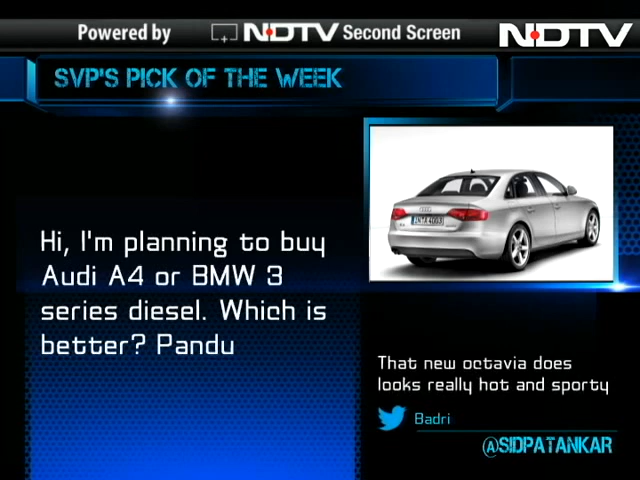 Powered by NDTV Second Screen
NDTV
SVP'S PICK OF THE WEEK
Hi, I'm planning to buy
Audi A4 or BMW 3
series diesel. Which is
better? Pandu
That new octavia does
looks really hot and sporty
Badri
@SIDPATANKAR